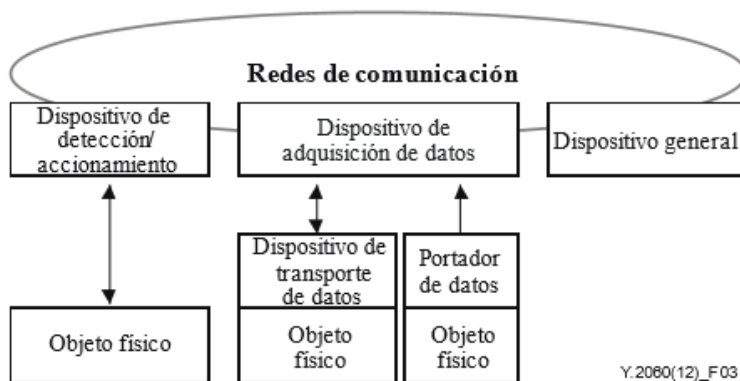 Redes de comunicación
Dispositivo de
detección/
accionamiento
Dispositivo de
adquisición de datos
Dispositivo general
Dispositivo de
transporte
de datos
Portador
de datos
Objeto físico
Objeto
físico
Objeto
físico
Y.2060(12)_F03